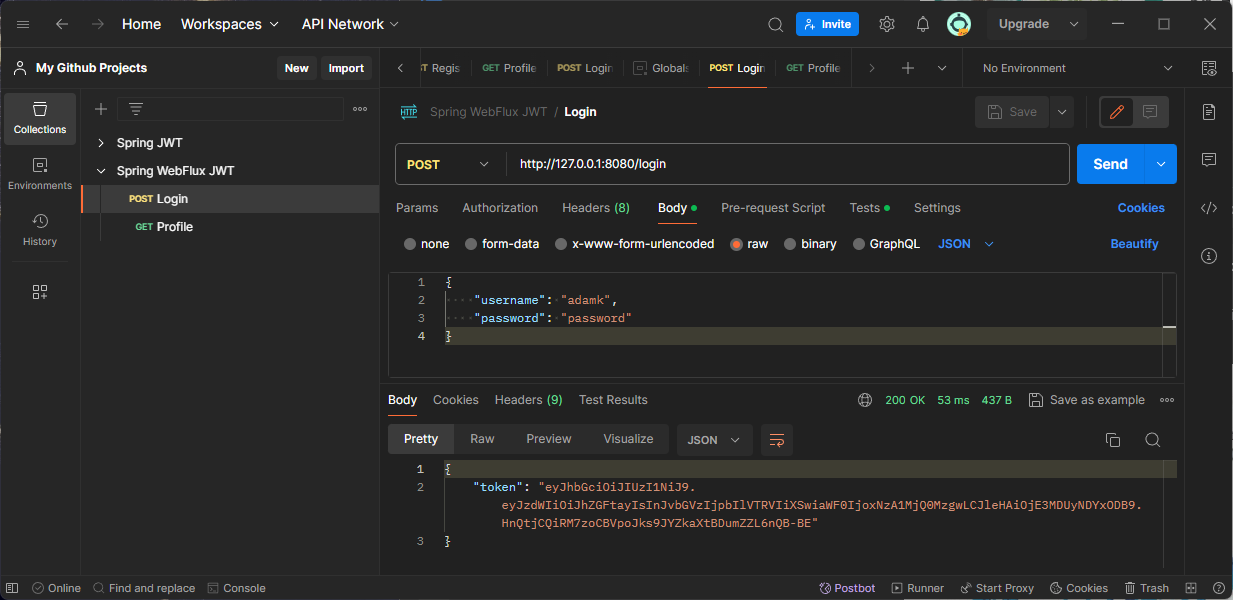 Home Workspaces API Network Invite Upgrade
My Github Projects New Import
Regis GET Profile POST Login Globals POST Login GET Profile No Environment
Collections
Environments
History
Spring JWT
Spring WebFlux JWT
POST Login
GET Profile
HTTP Spring WebFlux JWT / Login Save
POST http://127.0.0.1:8080/login Send
Params Authorization Headers (8) Body Pre-request Script Tests Settings Cookies
none form-data x-www-form-urlencoded raw binary GraphQL JSON Beautify
1 {
2 "username": "adamk",
3 "password": "password"
4 }
Body Cookies Headers (9) Test Results 200 OK 53 ms 437 B Save as example
Pretty Raw Preview Visualize JSON
1 {
2 "token": "eyJhbGciOiJIUzI1NiJ9.
eyJzdWIiOiJhZGFtayIsInJvbGVzIjpbIlVTRVIiXSwiaWF0IjoxNzA1MjQ0MzgwLCJleHAiOjE3MDUyNDYxODB9.
HnQtjCQiRM7zoCBVpoJks9JYZkaXtBDumZZL6nQB-BE"
3 }
Online Find and replace Console Postbot Runner Start Proxy Cookies Trash